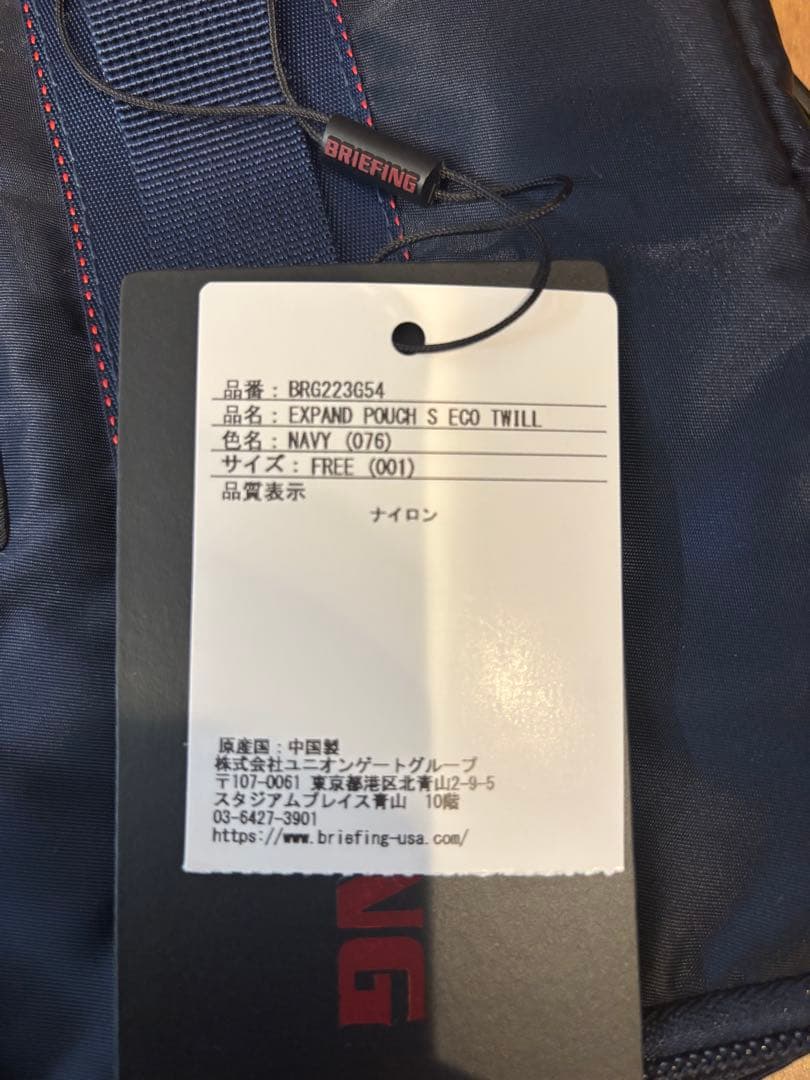 BRIEFING
品番：BRG223G54
品名：EXPAND POUCH S ECO TWILL
色名：NAVY (076)
サイズ：FREE (001)
品質表示
ナイロン
原産国：中国製
株式会社ユニオンゲートグループ
〒107-0061 東京都港区北青山2-9-5
スタジアムプレイス青山 10階
03-6427-3901
https://www.briefing-usa.com/
NG